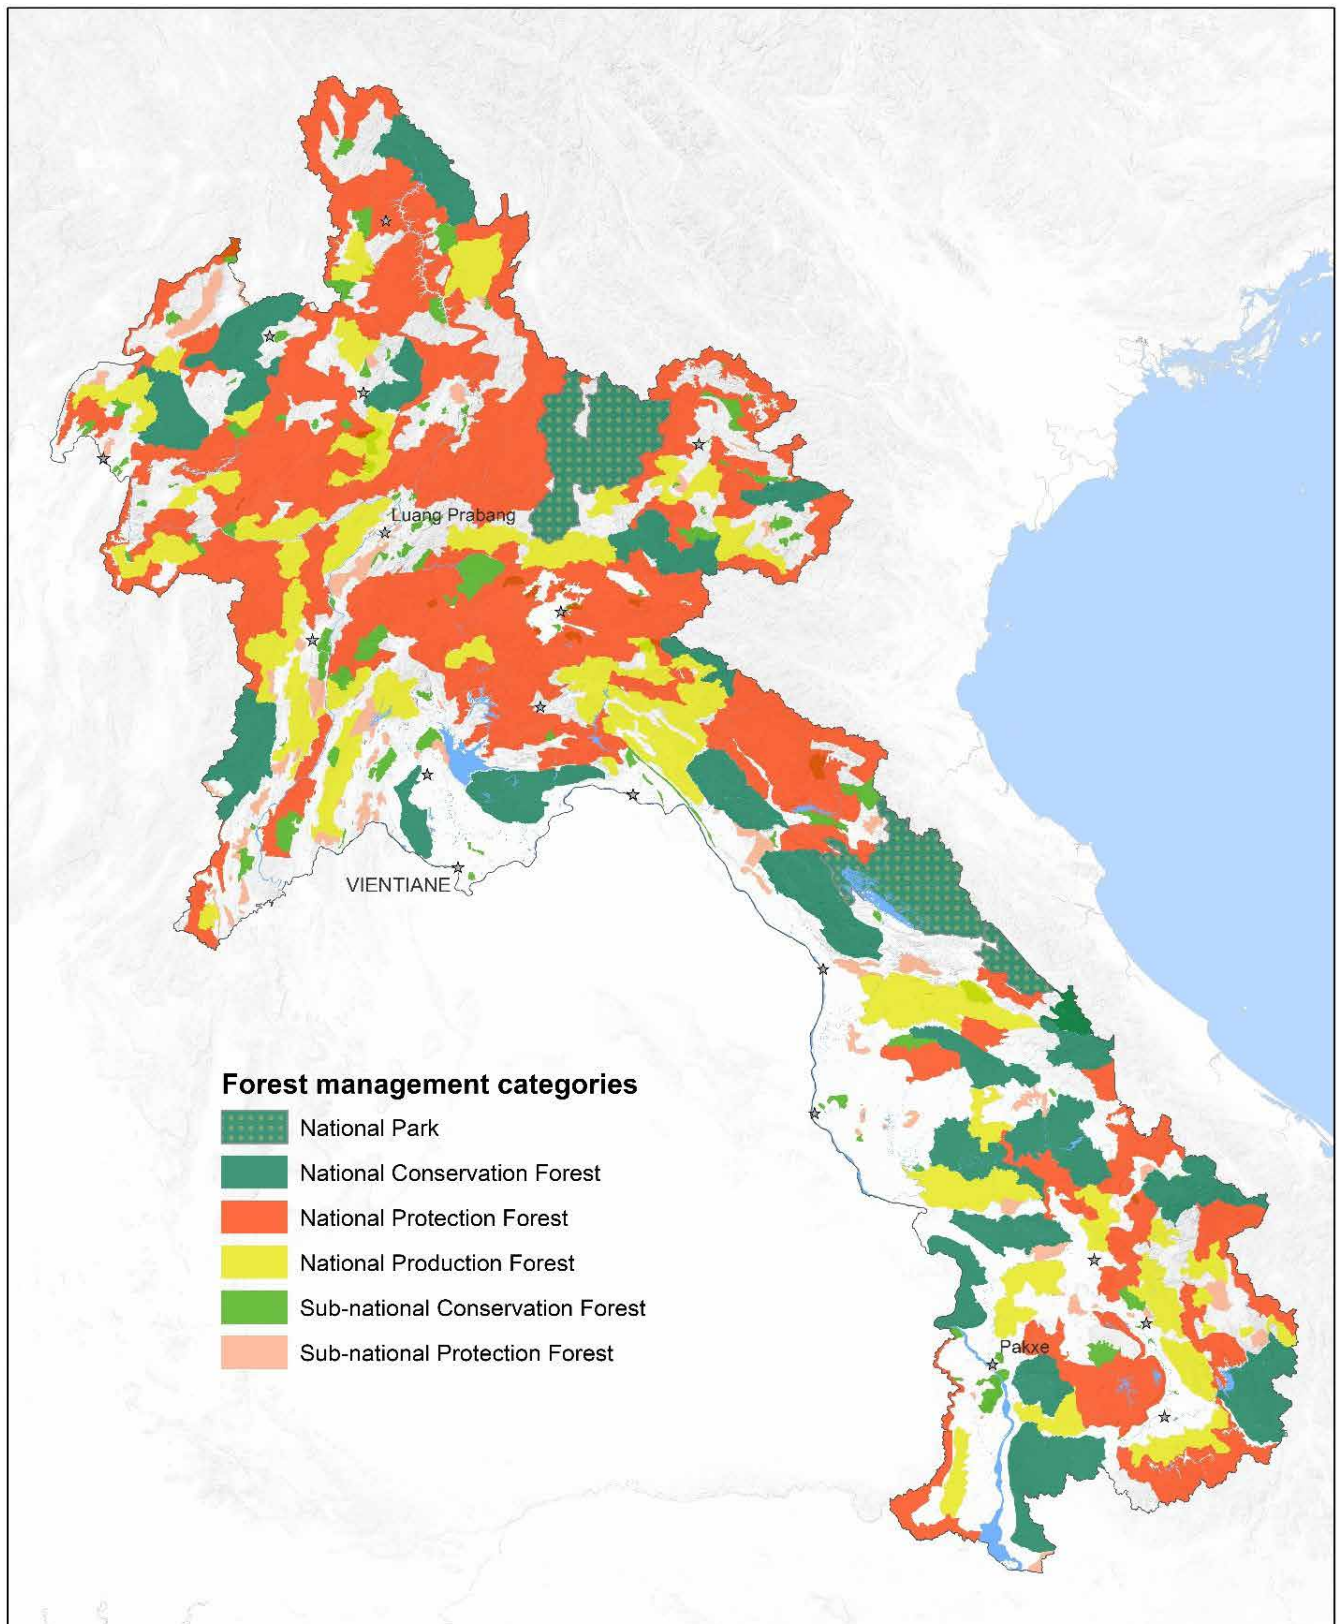 Luang Prabang
VIENTIANE
Forest management categories
National Park
National Conservation Forest
National Protection Forest
National Production Forest
Sub-national Conservation Forest
Sub-national Protection Forest
Pakxe